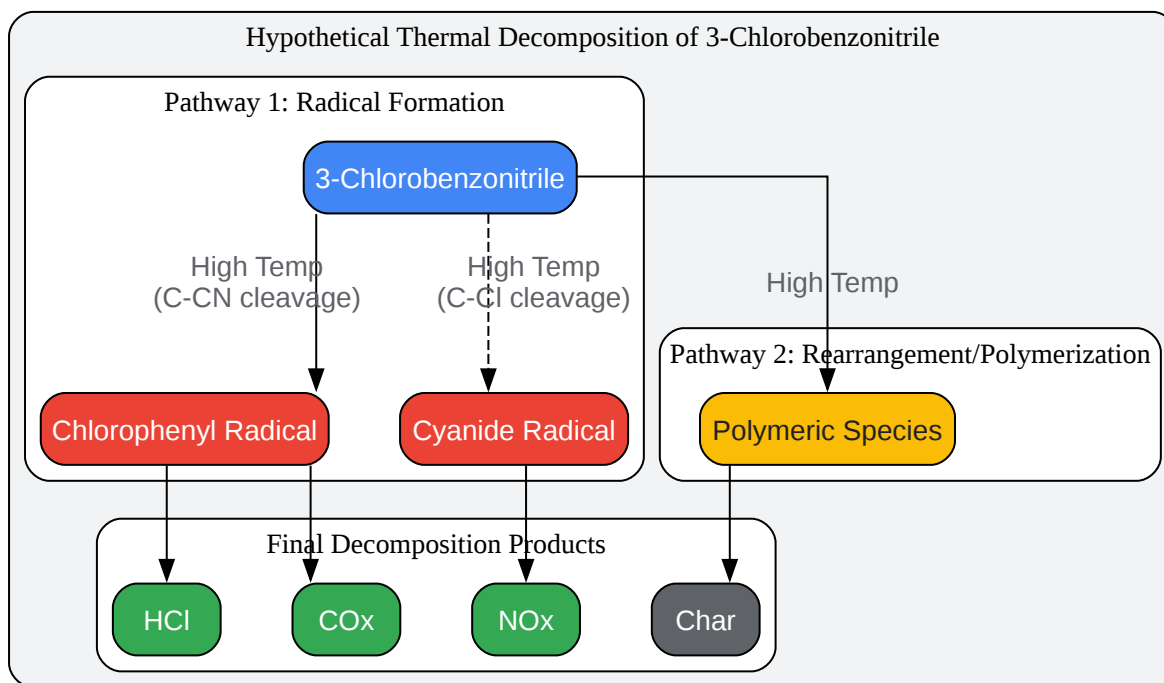 Hypothetical Thermal Decomposition of 3-Chlorobenzonitrile
Pathway 1: Radical Formation
3-Chlorobenzonitrile
High Temp
(C-CN cleavage)
High Temp
(C-Cl cleavage)
High Temp
Pathway 2: Rearrangement/Polymerization
Chlorophenyl Radical
Cyanide Radical
Polymeric Species
Final Decomposition Products
HCl
COx
NOx
Char